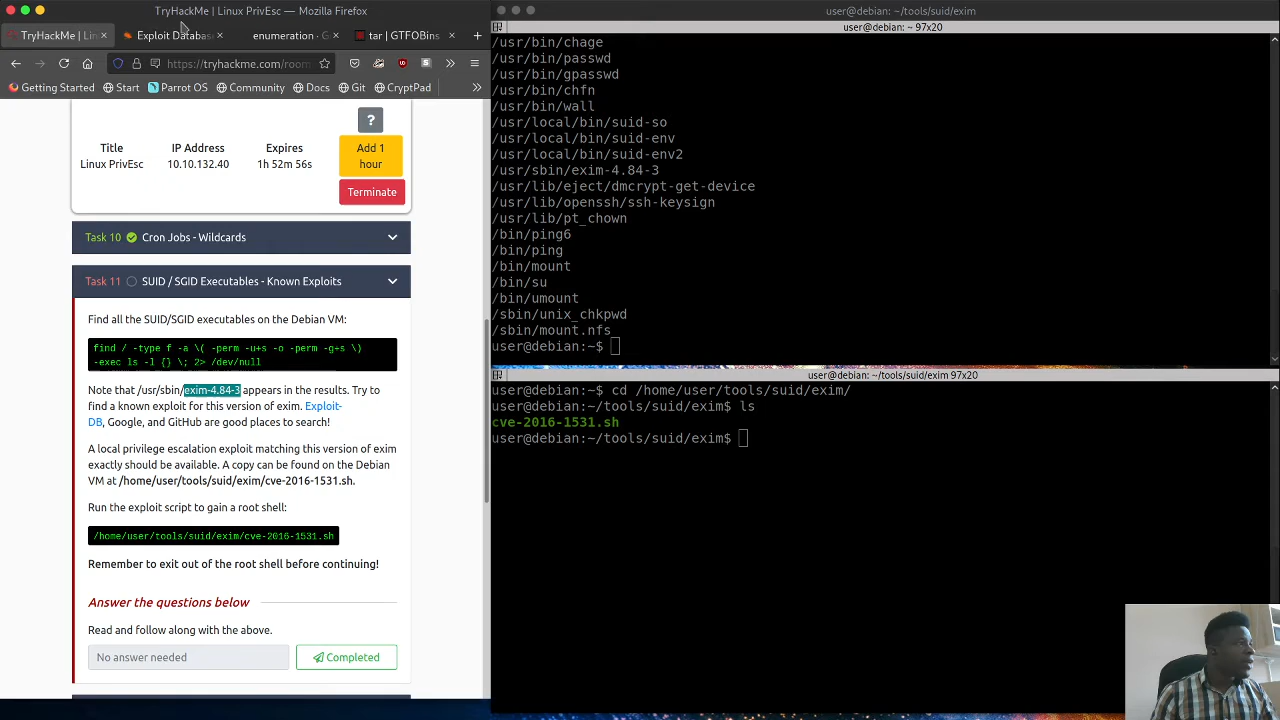 TryHackMe | Linux PrivEsc — Mozilla Firefox
TryHackMe | Lin
Exploit Databas
enumeration - G
tar | GTFOBins
https://tryhackme.com/room
Getting Started
Start
Parrot OS
Community
Docs
Git
CryptPad
?
Title
IP Address
Expires
Linux PrivEsc
10.10.132.40
1h 52m 56s
Add 1
hour
Terminate
Task 10
Cron Jobs - Wildcards
Task 11
SUID / SGID Executables - Known Exploits
Find all the SUID/SGID executables on the Debian VM:
find / -type f -a \( -perm -u+s -o -perm -g+s \)
-exec ls -l {} \; 2> /dev/null
Note that /usr/sbin/exim-4.84-3 appears in the results. Try to
find a known exploit for this version of exim. Exploit-
DB, Google, and GitHub are good places to search!
A local privilege escalation exploit matching this version of exim
exactly should be available. A copy can be found on the Debian
VM at /home/user/tools/suid/exim/cve-2016-1531.sh.
Run the exploit script to gain a root shell:
/home/user/tools/suid/exim/cve-2016-1531.sh
Remember to exit out of the root shell before continuing!
Answer the questions below
Read and follow along with the above.
No answer needed
Completed
user@debian: ~/tools/suid/exim
user@debian: ~ 97x20
/usr/bin/chage
/usr/bin/passwd
/usr/bin/gpasswd
/usr/bin/chfn
/usr/bin/wall
/usr/local/bin/suid-so
/usr/local/bin/suid-env
/usr/local/bin/suid-env2
/usr/sbin/exim-4.84-3
/usr/lib/eject/dmcrypt-get-device
/usr/lib/openssh/ssh-keysign
/usr/lib/pt_chown
/bin/ping6
/bin/ping
/bin/mount
/bin/su
/bin/umount
/sbin/unix_chkpwd
/sbin/mount.nfs
user@debian:~$
user@debian: ~/tools/suid/exim 97x20
user@debian:~$ cd /home/user/tools/suid/exim/
user@debian:~/tools/suid/exim$ ls
cve-2016-1531.sh
user@debian:~/tools/suid/exim$